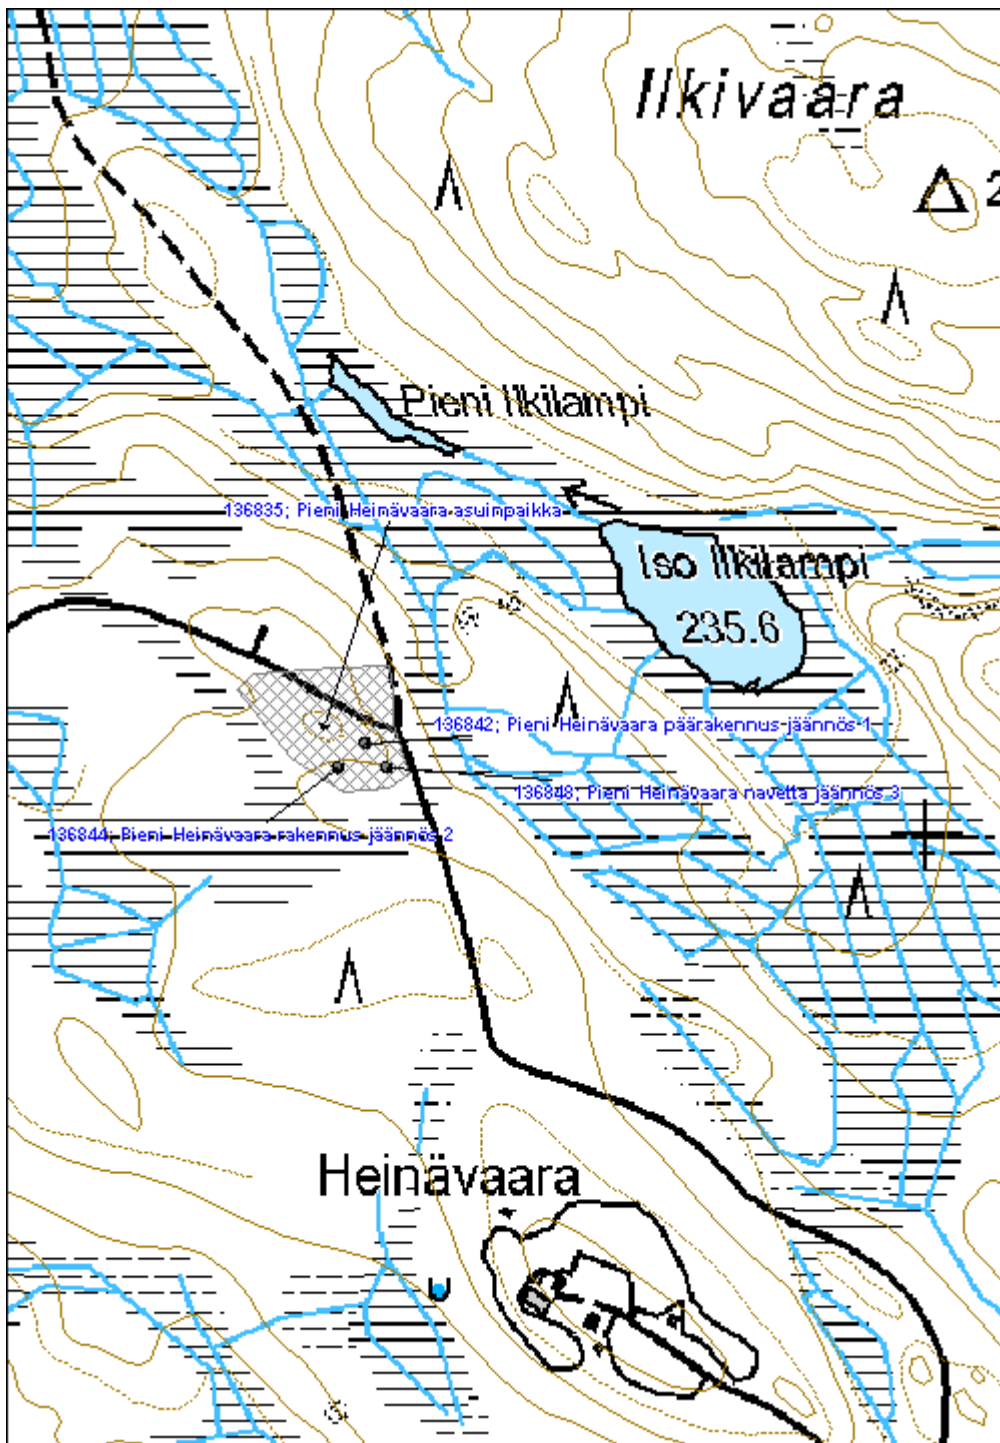 Ilkivaara
2
Pieni Ilkilampi
136835; Pieni Heinävaara asuinpaikka
Iso Ilkilampi
235.6
136842; Pieni Heinävaara päärakennus jäännös 1
136848; Pieni Heinävaara navetta jäännös 3
136844; Pieni Heinävaara rakennus jäännös 2
Heinävaara